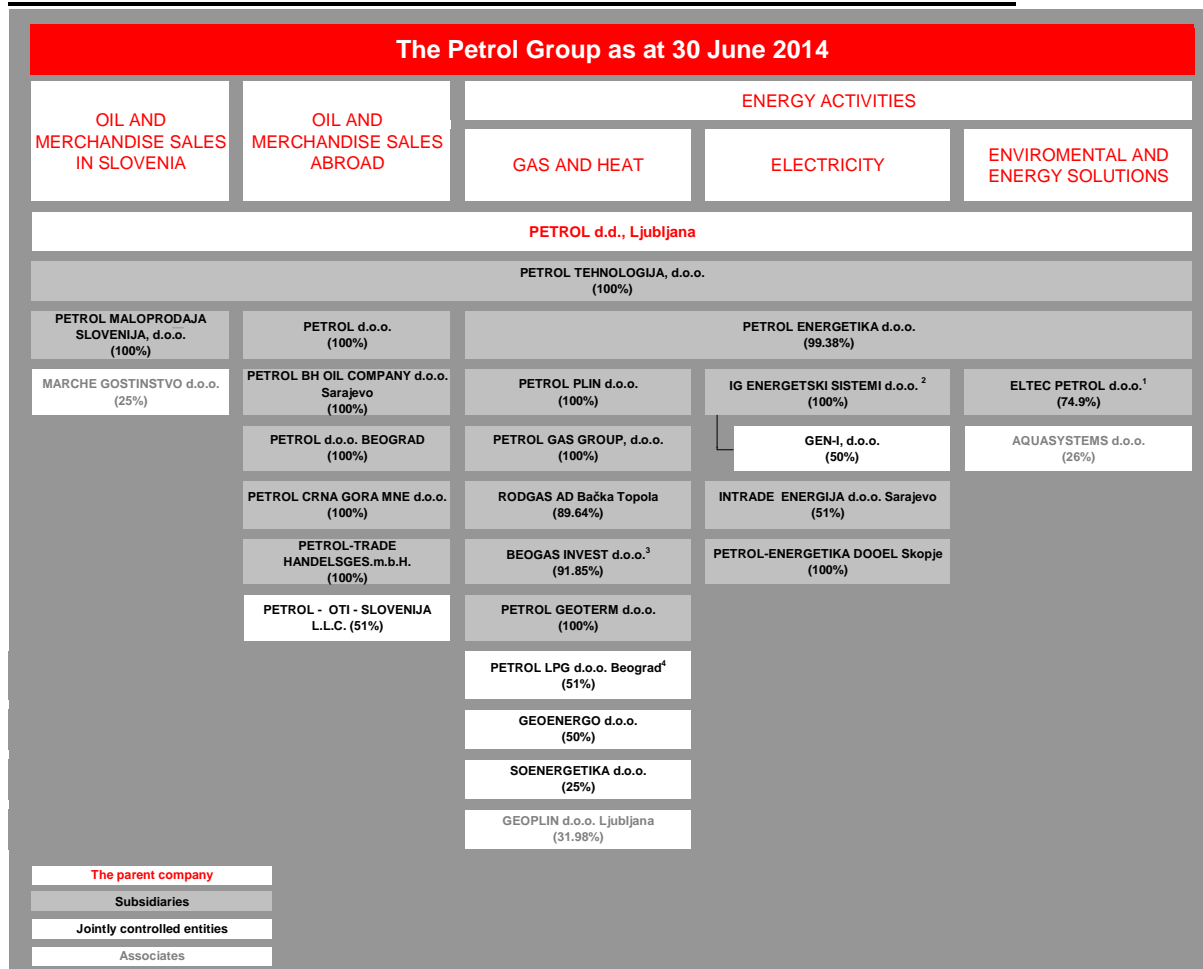 The Petrol Group as at 30 June 2014
OIL AND
MERCHANDISE SALES
IN SLOVENIA
OIL AND
MERCHANDISE SALES
ABROAD
ENERGY ACTIVITIES
GAS AND HEAT
ELECTRICITY
ENVIROMENTAL AND
ENERGY SOLUTIONS
PETROL d.d., Ljubljana
PETROL TEHNOLOGIJA, d.o.o.
(100%)
PETROL MALOPRODAJA
SLOVENIJA, d.o.o.
(100%)
PETROL d.o.o.
(100%)
PETROL ENERGETIKA d.o.o.
(99.38%)
MARCHE GOSTINSTVO d.o.o.
(25%)
PETROL BH OIL COMPANY d.o.o.
Sarajevo
(100%)
PETROL PLIN d.o.o.
(100%)
IG ENERGETSKI SISTEMI d.o.o. ²
(100%)
ELTEC PETROL d.o.o.¹
(74.9%)
PETROL d.o.o. BEOGRAD
(100%)
PETROL GAS GROUP, d.o.o.
(100%)
GEN-I, d.o.o.
(50%)
AQUASYSTEMS d.o.o.
(26%)
PETROL CRNA GORA MNE d.o.o.
(100%)
RODGAS AD Bačka Topola
(89.64%)
INTRADE ENERGIJA d.o.o. Sarajevo
(51%)
PETROL-TRADE
HANDELSGES.m.b.H.
(100%)
BEOGAS INVEST d.o.o.³
(91.85%)
PETROL-ENERGETIKA DOOEL Skopje
(100%)
PETROL - OTI - SLOVENIJA
L.L.C. (51%)
PETROL GEOTERM d.o.o.
(100%)
PETROL LPG d.o.o. Beograd⁴
(51%)
GEOENERGO d.o.o.
(50%)
SOENERGETIKA d.o.o.
(25%)
GEOPLIN d.o.o. Ljubljana
(31.98%)
The parent company
Subsidiaries
Jointly controlled entities
Associates